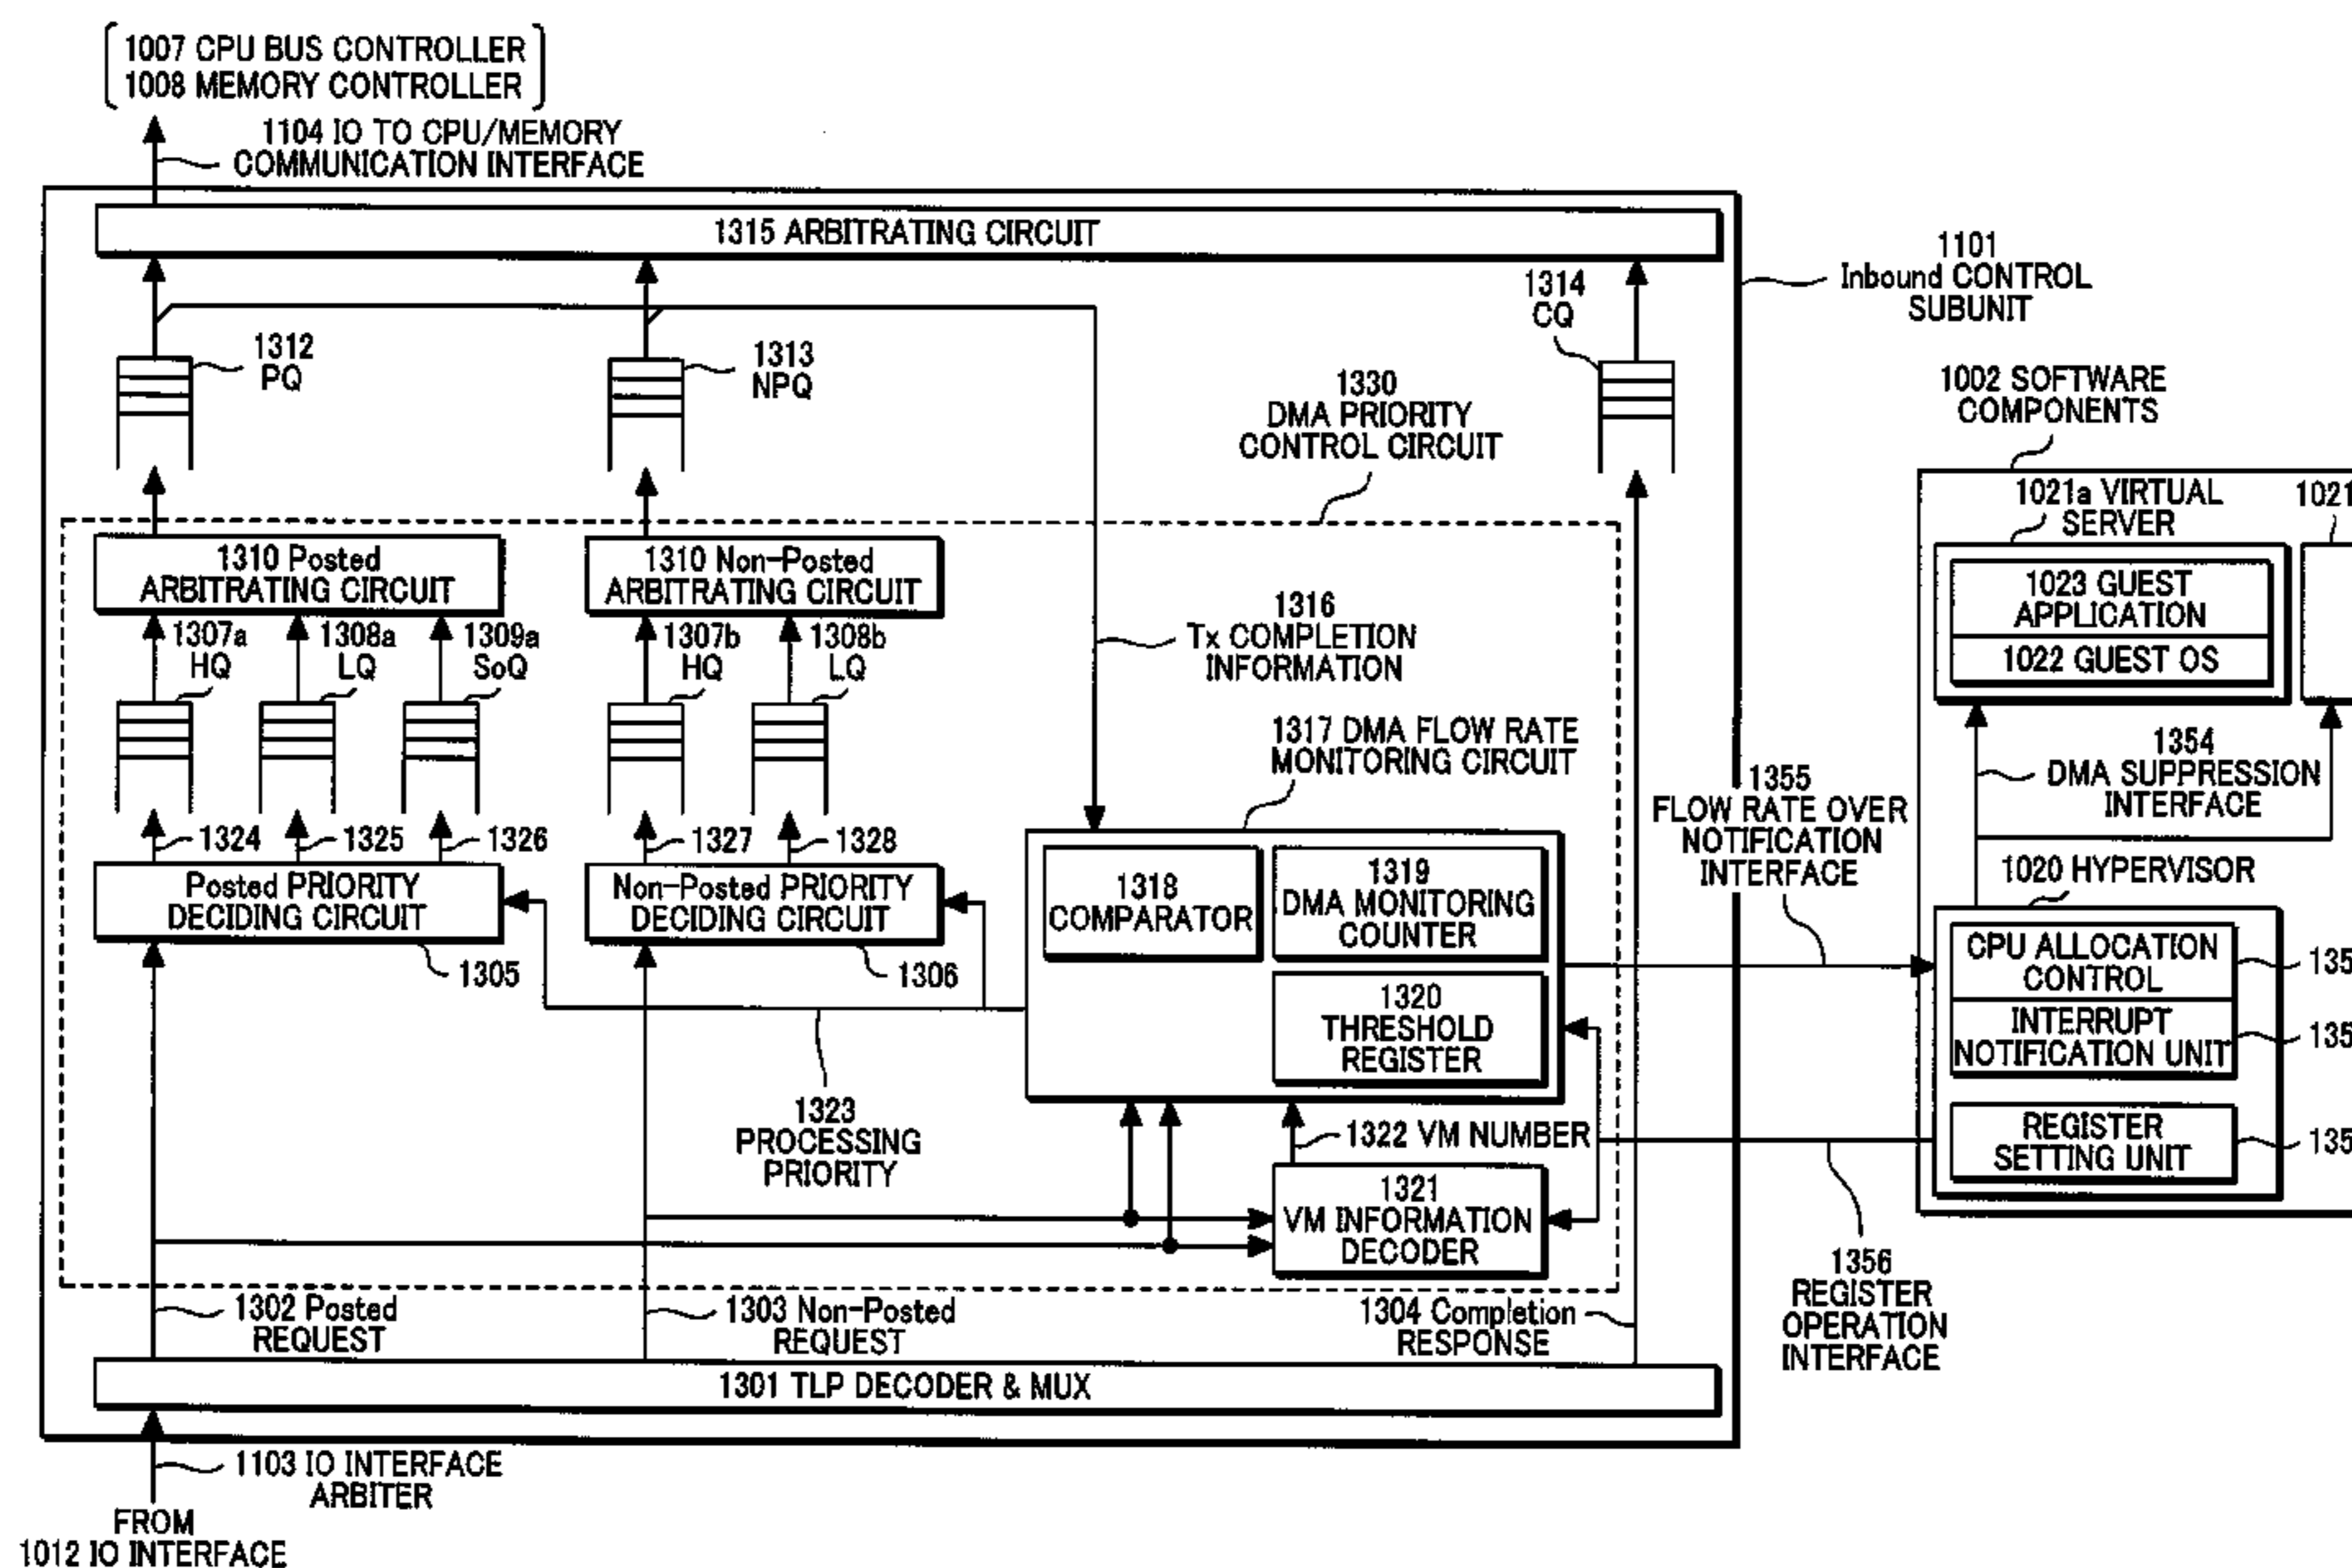 1007 CPU BUS CONTROLLER
1008 MEMORY CONTROLLER
1104 IO TO CPU/MEMORY
COMMUNICATION INTERFACE
1315 ARBITRATING CIRCUIT
1101
Inbound CONTROL
SUBUNIT
1312
PQ
1313
NPQ
1314
CQ
1330
DMA PRIORITY
CONTROL CIRCUIT
1002 SOFTWARE
COMPONENTS
1021a VIRTUAL
SERVER
1021
1023 GUEST
APPLICATION
1022 GUEST OS
1310 Posted
ARBITRATING CIRCUIT
1310 Non-Posted
ARBITRATING CIRCUIT
1307a
HQ
1308a
LQ
1309a
SoQ
1307b
HQ
1308b
LQ
1316
Tx COMPLETION
INFORMATION
1317 DMA FLOW RATE
MONITORING CIRCUIT
1354
DMA SUPPRESSION
INTERFACE
1355
FLOW RATE OVER
NOTIFICATION
INTERFACE
1324
1325
1326
1327
1328
Posted PRIORITY
DECIDING CIRCUIT
1305
Non-Posted PRIORITY
DECIDING CIRCUIT
1306
1318
COMPARATOR
1319
DMA MONITORING
COUNTER
1320
THRESHOLD
REGISTER
1020 HYPERVISOR
CPU ALLOCATION
CONTROL
135
INTERRUPT
NOTIFICATION UNIT
135
REGISTER
SETTING UNIT
135
1323
PROCESSING
PRIORITY
1322 VM NUMBER
1321
VM INFORMATION
DECODER
1356
REGISTER
OPERATION
INTERFACE
1302 Posted
REQUEST
1303 Non-Posted
REQUEST
1304 Completion
RESPONSE
1301 TLP DECODER & MUX
1103 IO INTERFACE
ARBITER
FROM
1012 IO INTERFACE